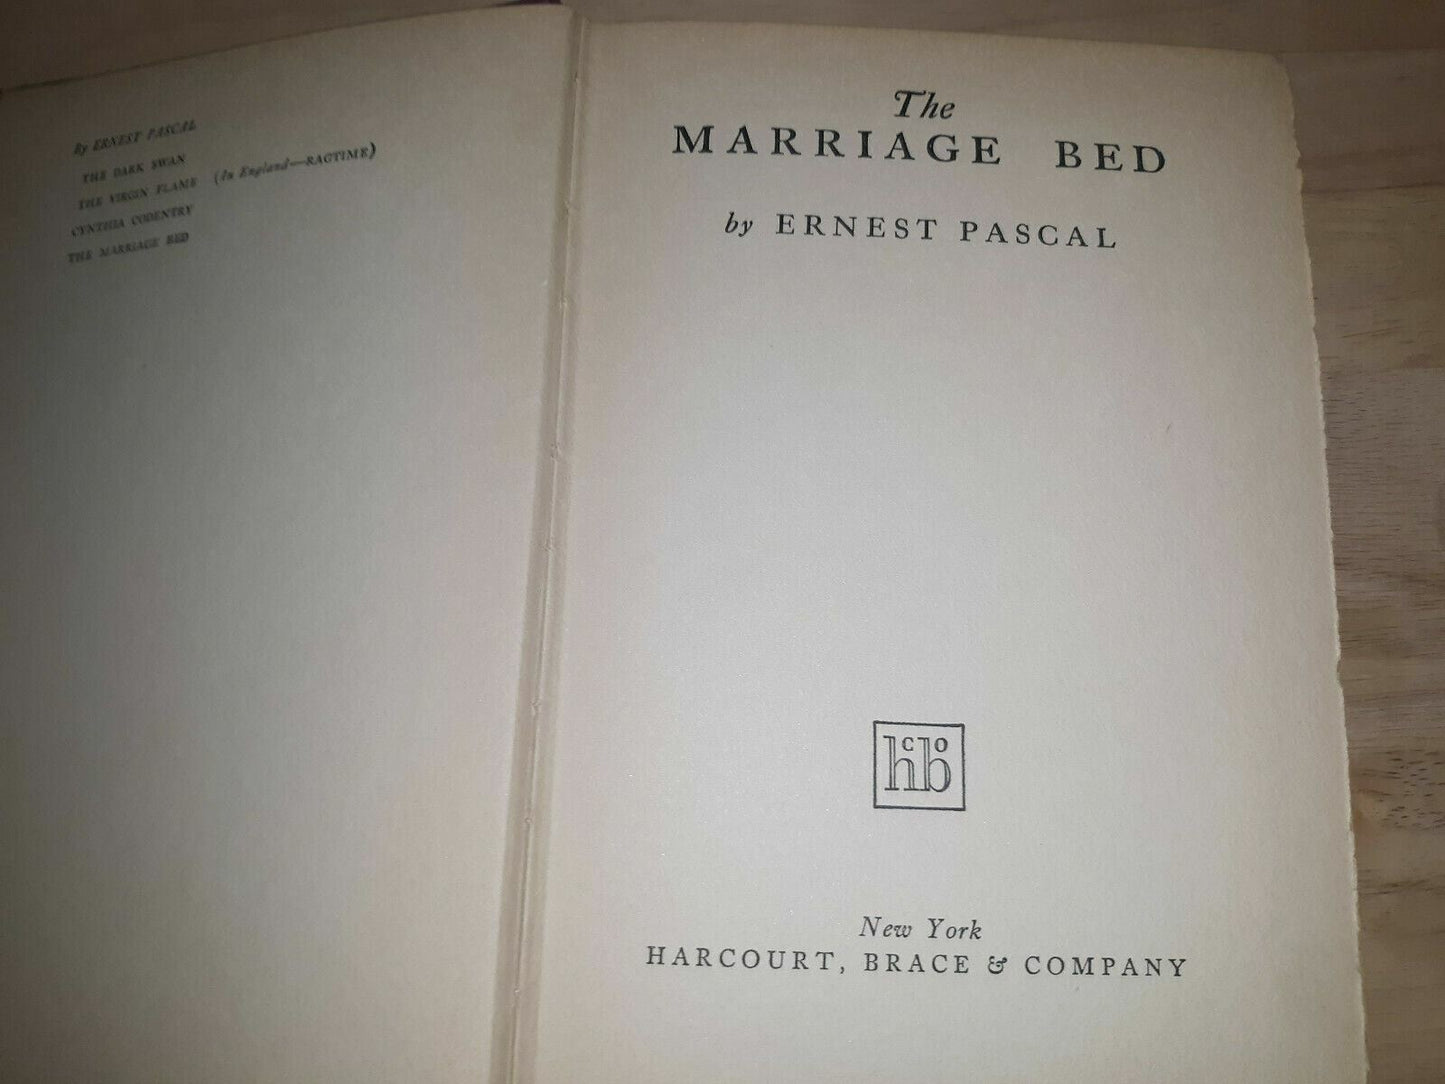 By ERNEST PASCAL
THE DARK SWAN
THE VIRGIN FLAME (In England—RAGTIME)
CYNTHIA CODENTRY
THE MARRIAGE BED
The
MARRIAGE BED
by ERNEST PASCAL
hcbo
New York
HARCOURT, BRACE & COMPANY